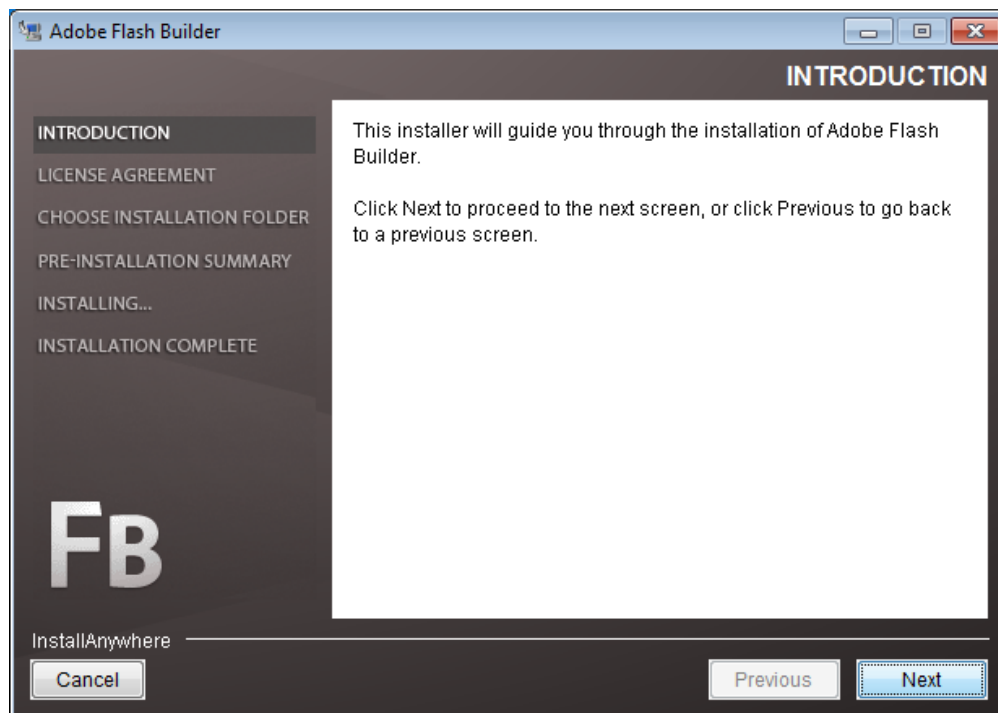 Adobe Flash Builder
INTRODUCTION
INTRODUCTION
LICENSE AGREEMENT
CHOOSE INSTALLATION FOLDER
PRE-INSTALLATION SUMMARY
INSTALLING...
INSTALLATION COMPLETE
This installer will guide you through the installation of Adobe Flash
Builder.
Click Next to proceed to the next screen, or click Previous to go back
to a previous screen.
FB
InstallAnywhere
Cancel
Previous
Next